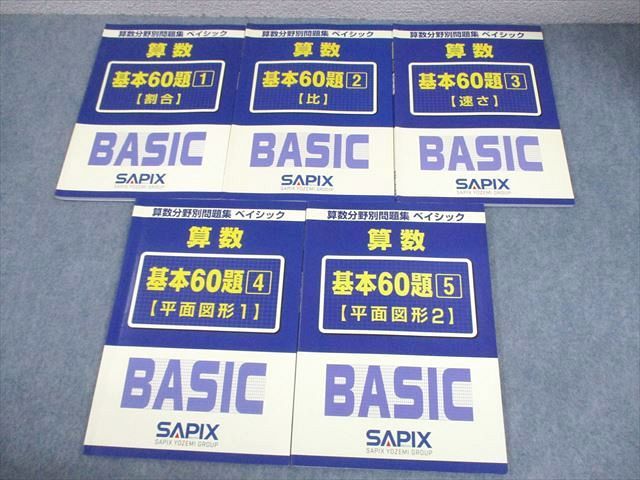 算数分野別問題集 ベイシック
算数
基本60題 1
【割合】
BASIC
SAPIX
SAPIX YOZEMI GROUP
算数分野別問題集 ベイシック
算数
基本60題 2
【比】
BASIC
SAPIX
SAPIX YOZEMI GROUP
算数分野別問題集 ベイシック
算数
基本60題 3
【速さ】
BASIC
SAPIX
SAPIX YOZEMI GROUP
算数分野別問題集 ベイシック
算数
基本60題 4
【平面図形1】
BASIC
SAPIX
SAPIX YOZEMI GROUP
算数分野別問題集 ベイシック
算数
基本60題 5
【平面図形2】
BASIC
SAPIX
SAPIX YOZEMI GROUP